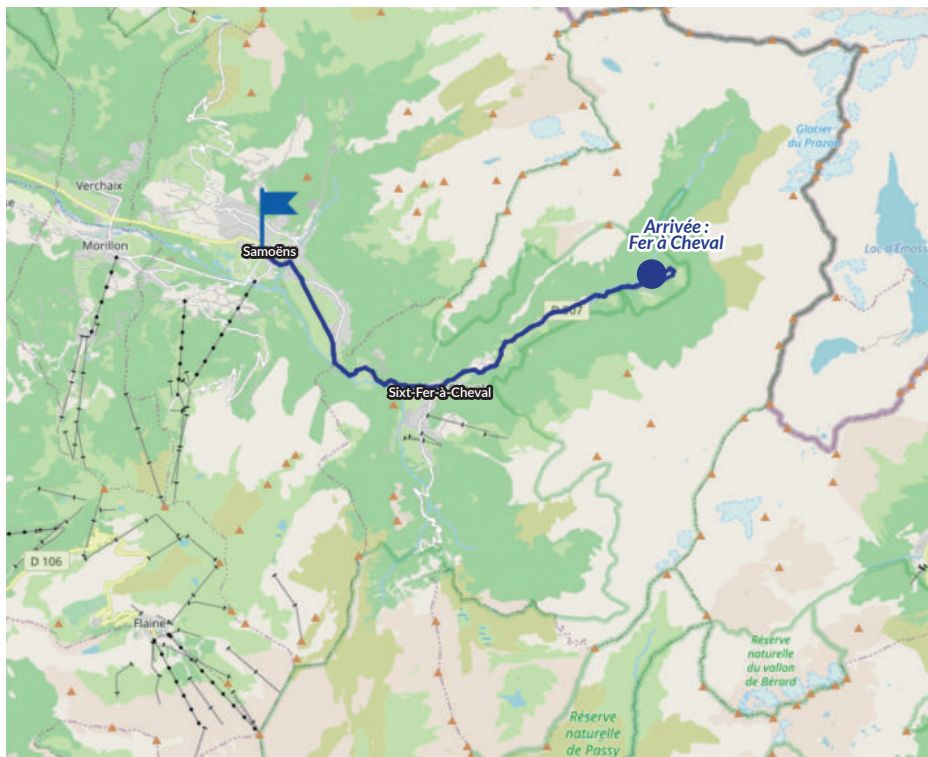 Glacier
du Prazon
Verchaix
Arrivée :
Fer à Cheval
Samoëns
Morillon
Lac d'Émoss
Sixt-Fer-à-Cheval
D 106
Flaine
Réserve
naturelle
du vallon
de Bérard
Réserve
naturelle
de Passy